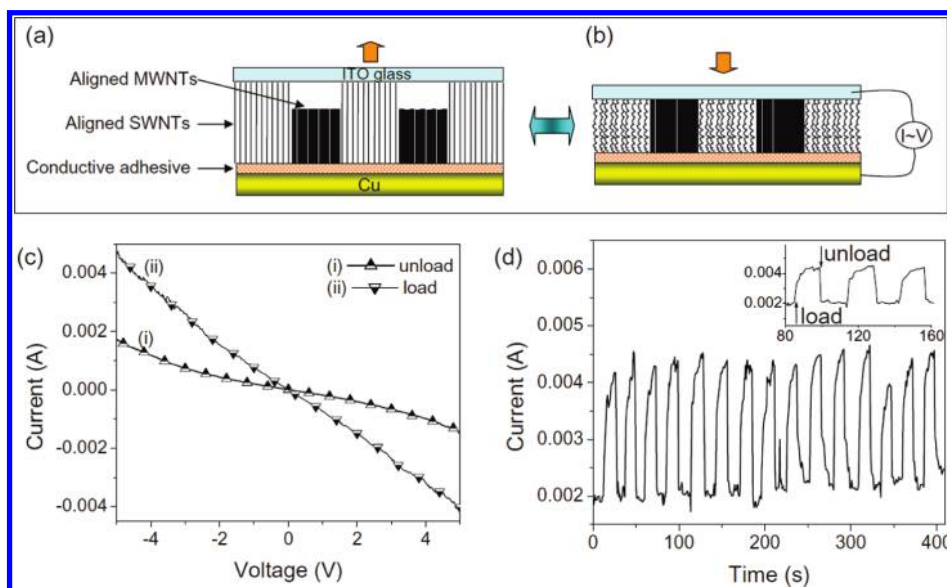 (a)
ITO glass
Aligned MWNTs
Aligned SWNTs
Conductive adhesive
Cu
(b)
I~V
(c)
(ii)
(i) unload
(ii) load
(i)
0.004
0.002
0.000
-0.002
-0.004
Current (A)
-4 -2 0 2 4
Voltage (V)
(d)
0.006
0.005
0.004
0.003
0.002
Current (A)
0 100 200 300 400
Time (s)
unload
0.004
0.002
load
80 120 160